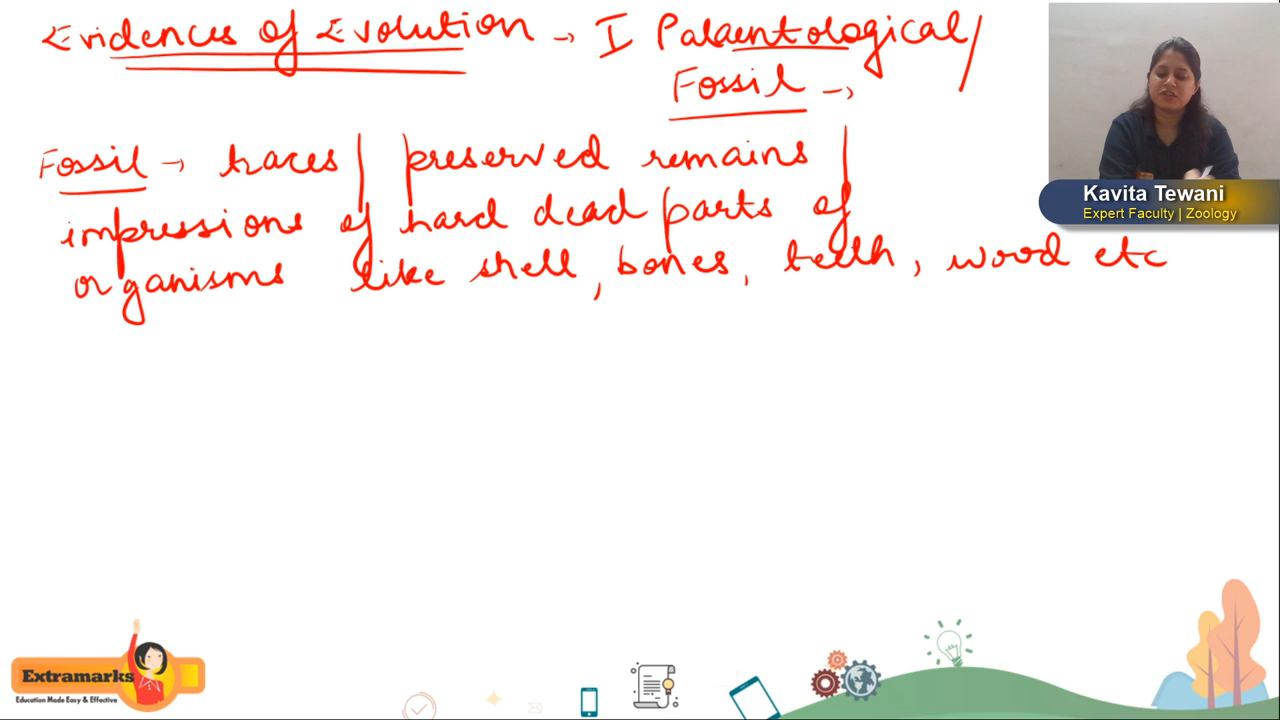 Evidences of Evolution → I Palaentological/
Fossil →
Fossil → traces | preserved remains |
impressions of hard dead parts of
organisms like shell, bones, teeth, wood etc
Kavita Tewani
Expert Faculty | Zoology
Extramarks
Education Made Easy & Effective